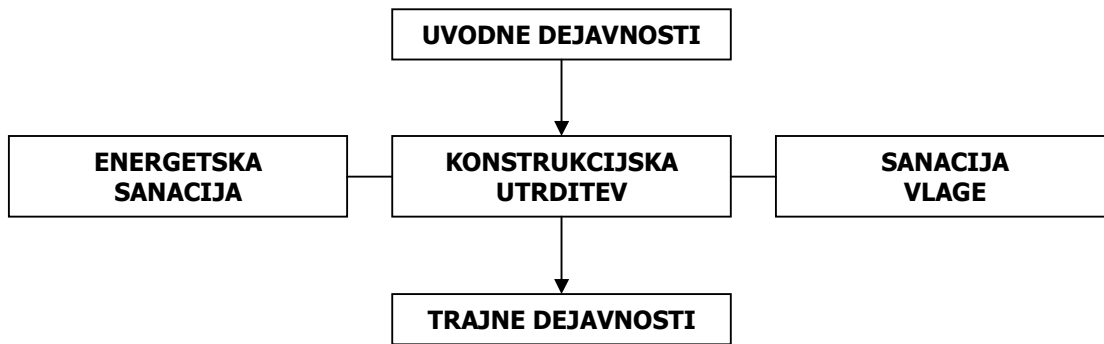 UVODNE DEJAVNOSTI
ENERGETSKA
SANACIJA
KONSTRUKCIJSKA
UTRDITEV
SANACIJA
VLAGE
TRAJNE DEJAVNOSTI